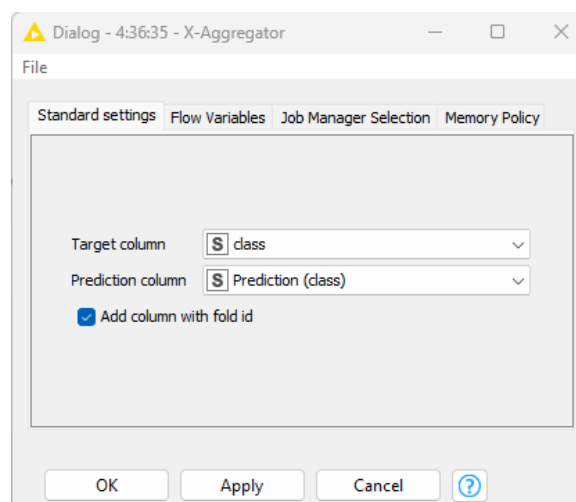 Dialog - 4:36:35 - X-Aggregator
File
Standard settings Flow Variables Job Manager Selection Memory Policy
Target column S class
Prediction column S Prediction (class)
Add column with fold id
OK Apply Cancel ?